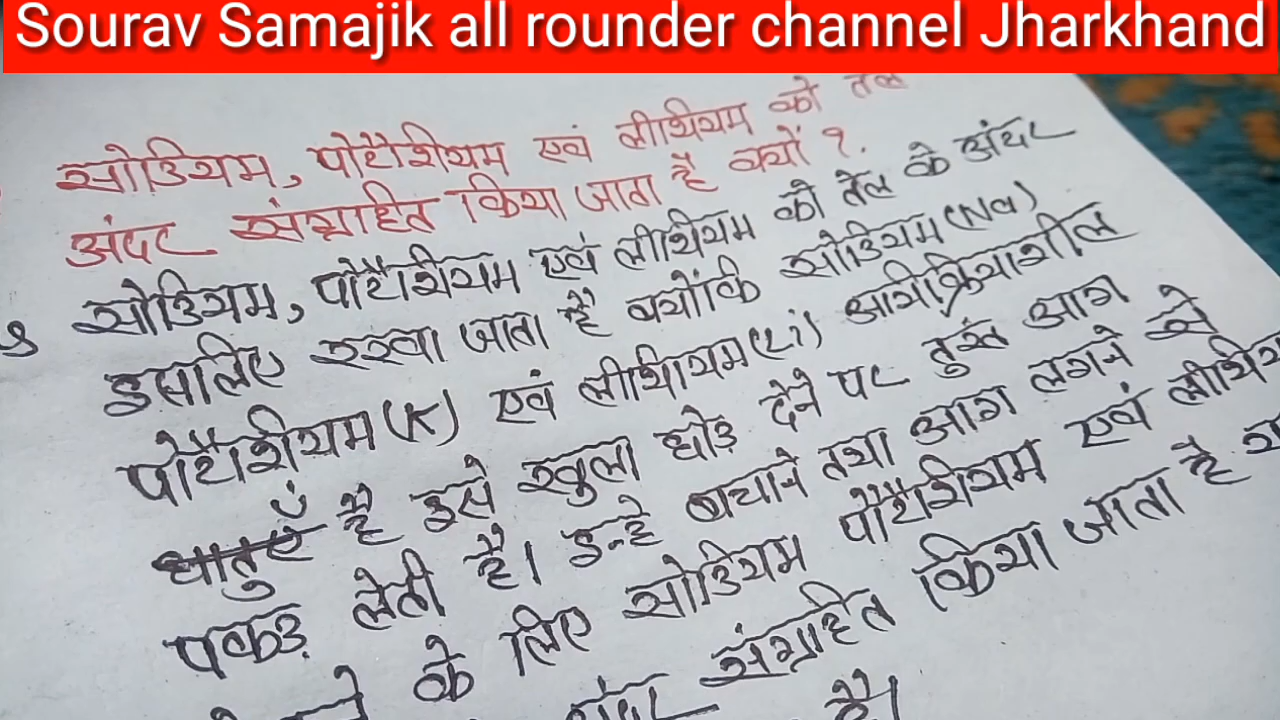 Sourav Samajik all rounder channel Jharkhand
सोडियम, पोटैशियम एवं लीथियम को तेल
अंदर संग्रहित किया जाता है क्यों ?
सोडियम, पोटैशियम एवं लीथियम को तेल के अंदर
इसलिए रखा जाता है क्योंकि सोडियम (Na)
पोटैशियम (K) एवं लीथियम (Li) अभिक्रियाशील
धातुएँ है इसे खुला छोड़ देने पर तुरंत आग
पकड़ लेती है। इन्हे बचाने तथा आग लगने से
के लिए सोडियम पोटैशियम एवं लीथिय
अंदर संग्रहित किया जाता है
है।